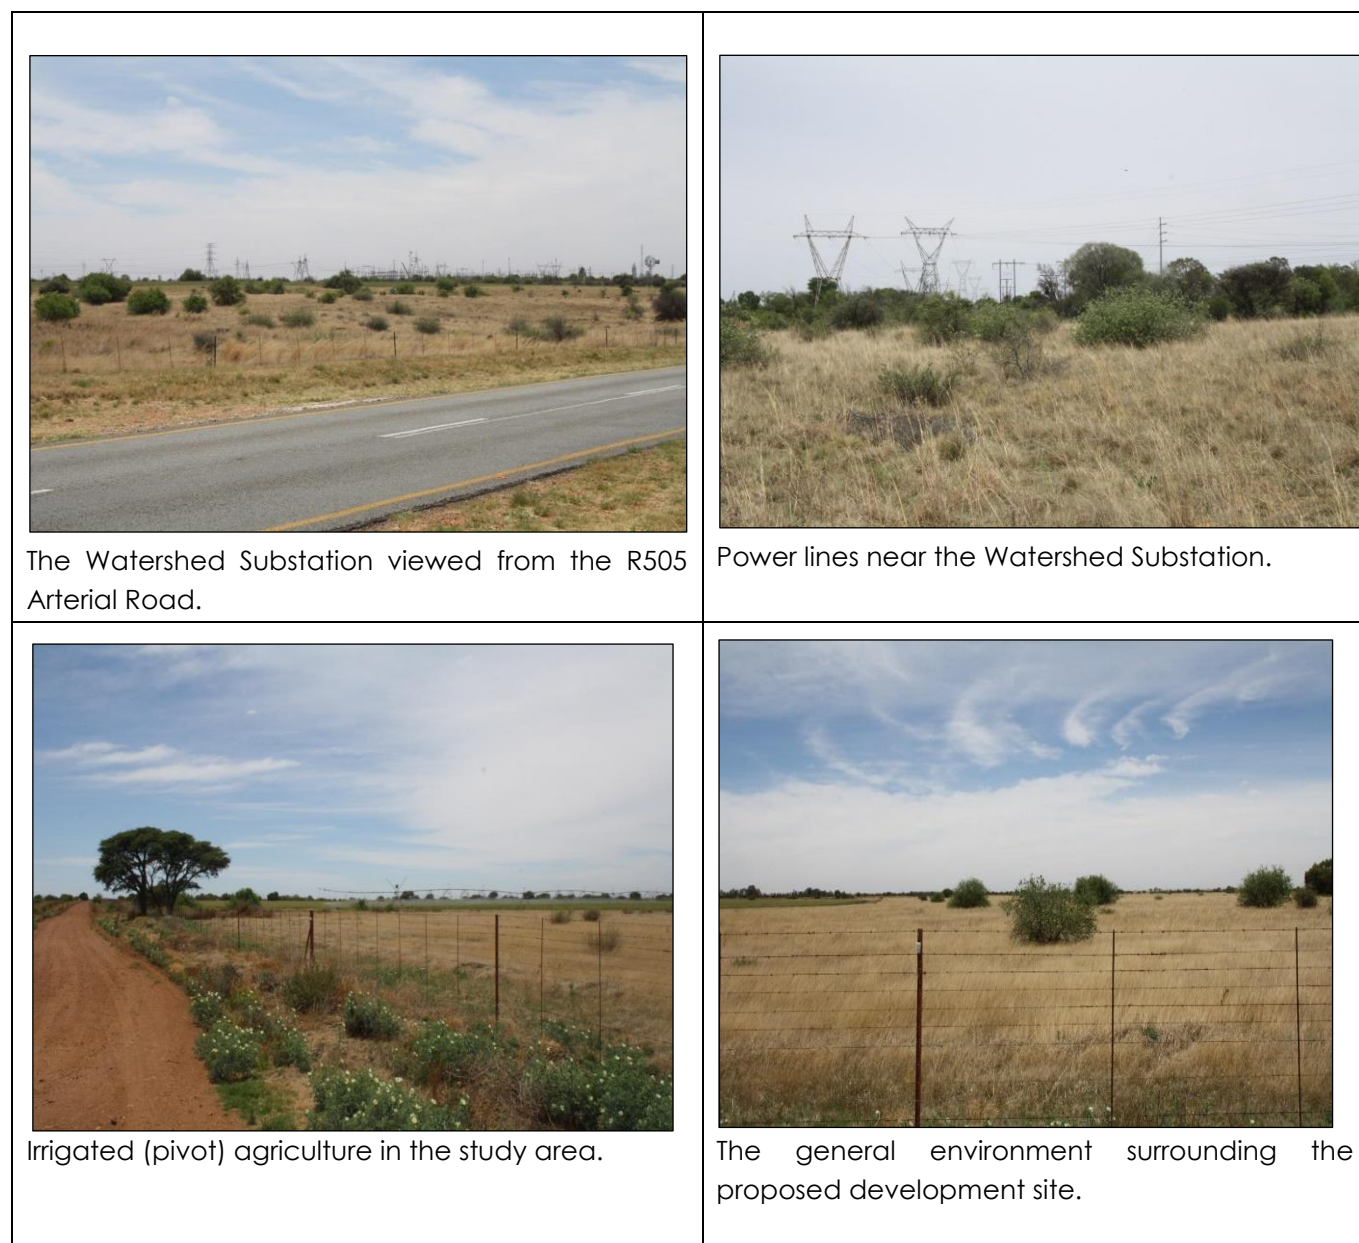 The Watershed Substation viewed from the R505
Arterial Road.
Power lines near the Watershed Substation.
Irrigated (pivot) agriculture in the study area.
The general environment surrounding the
proposed development site.